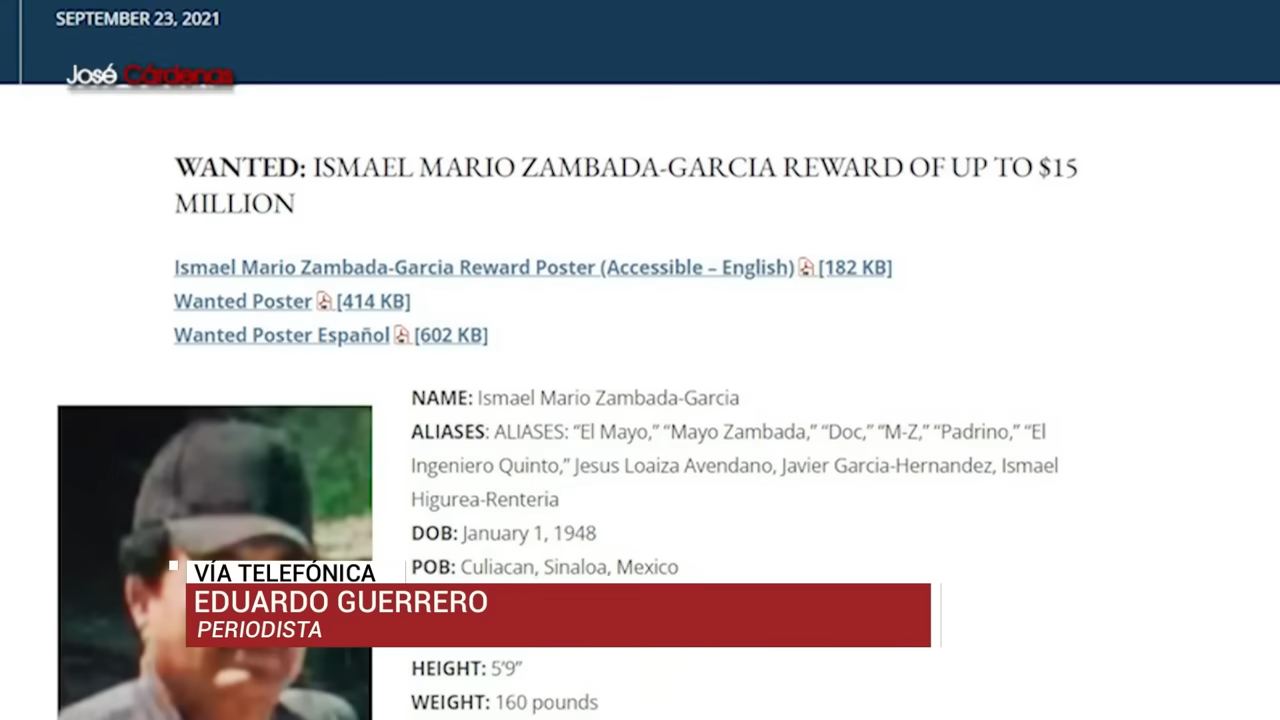 SEPTEMBER 23, 2021
José Cárdenas
WANTED: ISMAEL MARIO ZAMBADA-GARCIA REWARD OF UP TO $15
MILLION
Ismael Mario Zambada-Garcia Reward Poster (Accessible – English) [182 KB]
Wanted Poster [414 KB]
Wanted Poster Español [602 KB]
NAME: Ismael Mario Zambada-Garcia
ALIASES: ALIASES: “El Mayo,” “Mayo Zambada,” “Doc,” “M-Z,” “Padrino,” “El
Ingeniero Quinto,” Jesus Loaiza Avendano, Javier Garcia-Hernandez, Ismael
Higurea-Renteria
DOB: January 1, 1948
POB: Culiacan, Sinaloa, Mexico
VÍA TELEFÓNICA
EDUARDO GUERRERO
PERIODISTA
HEIGHT: 5’9”
WEIGHT: 160 pounds